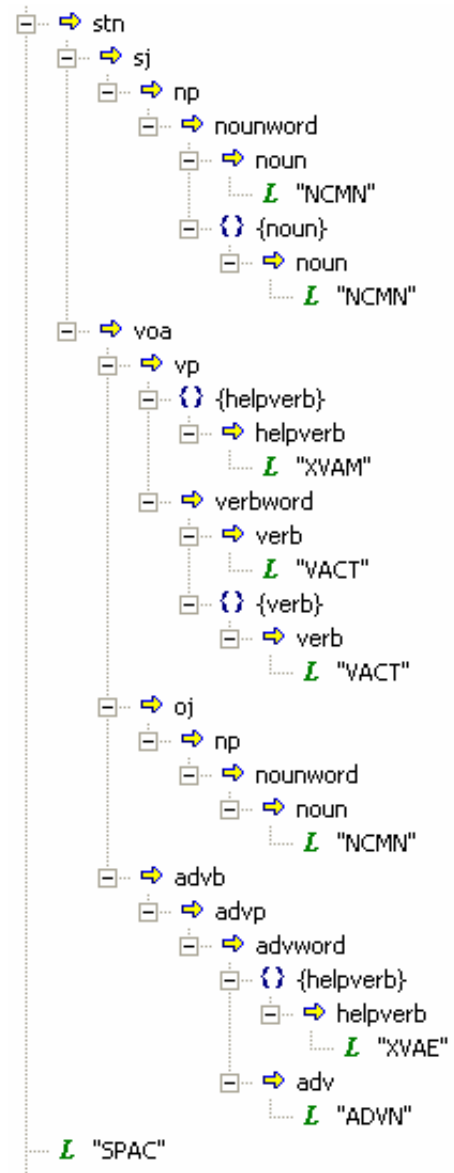 stn
sj
np
nounword
noun
L "NCMN"
{} {noun}
noun
L "NCMN"
voa
vp
{} {helpverb}
helpverb
L "XVAM"
verbword
verb
L "VACT"
{} {verb}
verb
L "VACT"
oj
np
nounword
noun
L "NCMN"
advb
advp
advword
{} {helpverb}
helpverb
L "XVAE"
adv
L "ADVN"
L "SPAC"